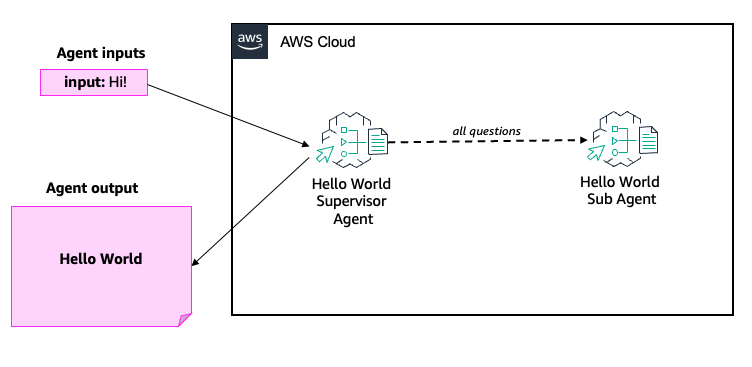 aws
AWS Cloud
Agent inputs
input: Hi!
all questions
Hello World
Supervisor
Agent
Hello World
Sub Agent
Agent output
Hello World